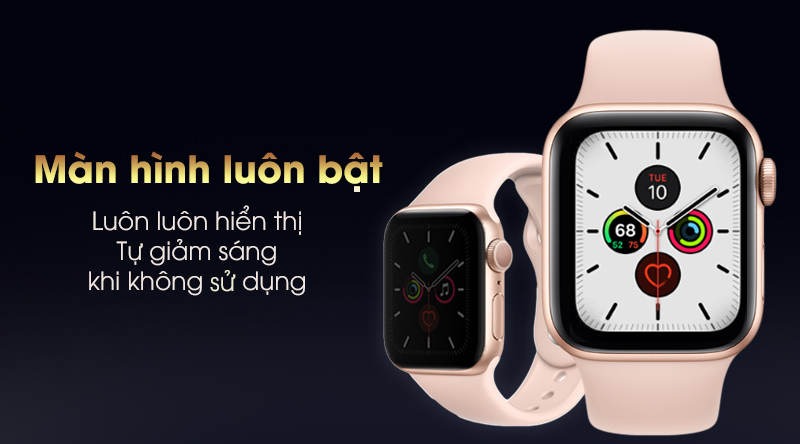 Màn hình luôn bật
Luôn luôn hiển thị
Tự giảm sáng
khi không sử dụng
TUE
10
68
52 75